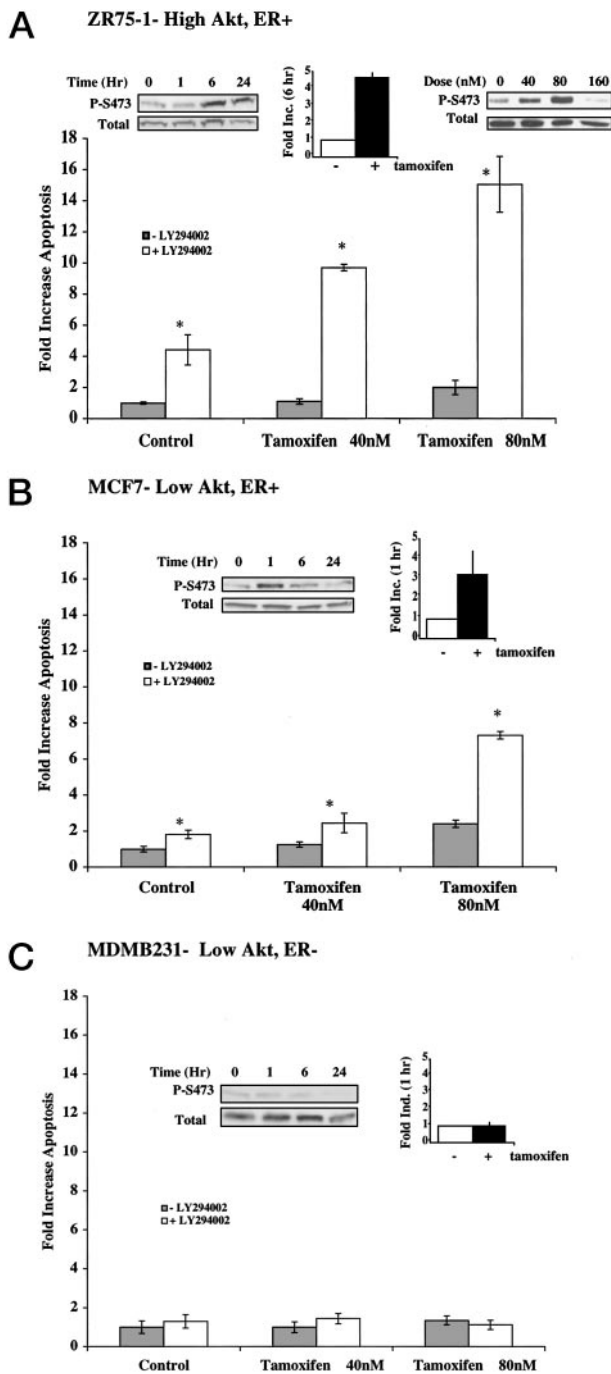 A
ZR75-1- High Akt, ER+
Time (Hr) 0 1 6 24
P-S473
Total
Fold Inc. (6 hr)
5
4
3
2
1
0
- + tamoxifen
Dose (nM) 0 40 80 160
P-S473
Total
Fold Increase Apoptosis
18
16
14
12
10
8
6
4
2
0
- LY294002
+ LY294002
* * *
Control Tamoxifen 40nM Tamoxifen 80nM
B
MCF7- Low Akt, ER+
Time (Hr) 0 1 6 24
P-S473
Total
Fold Inc. (1 hr)
5
4
3
2
1
0
- + tamoxifen
Fold Increase Apoptosis
18
16
14
12
10
8
6
4
2
0
- LY294002
+ LY294002
* * *
Control Tamoxifen 40nM Tamoxifen 80nM
C
MDMB231- Low Akt, ER-
Time (Hr) 0 1 6 24
P-S473
Total
Fold Ind. (1 hr)
5
4
3
2
1
0
- + tamoxifen
Fold Increase Apoptosis
18
16
14
12
10
8
6
4
2
0
- LY294002
+ LY294002
Control Tamoxifen 40nM Tamoxifen 80nM